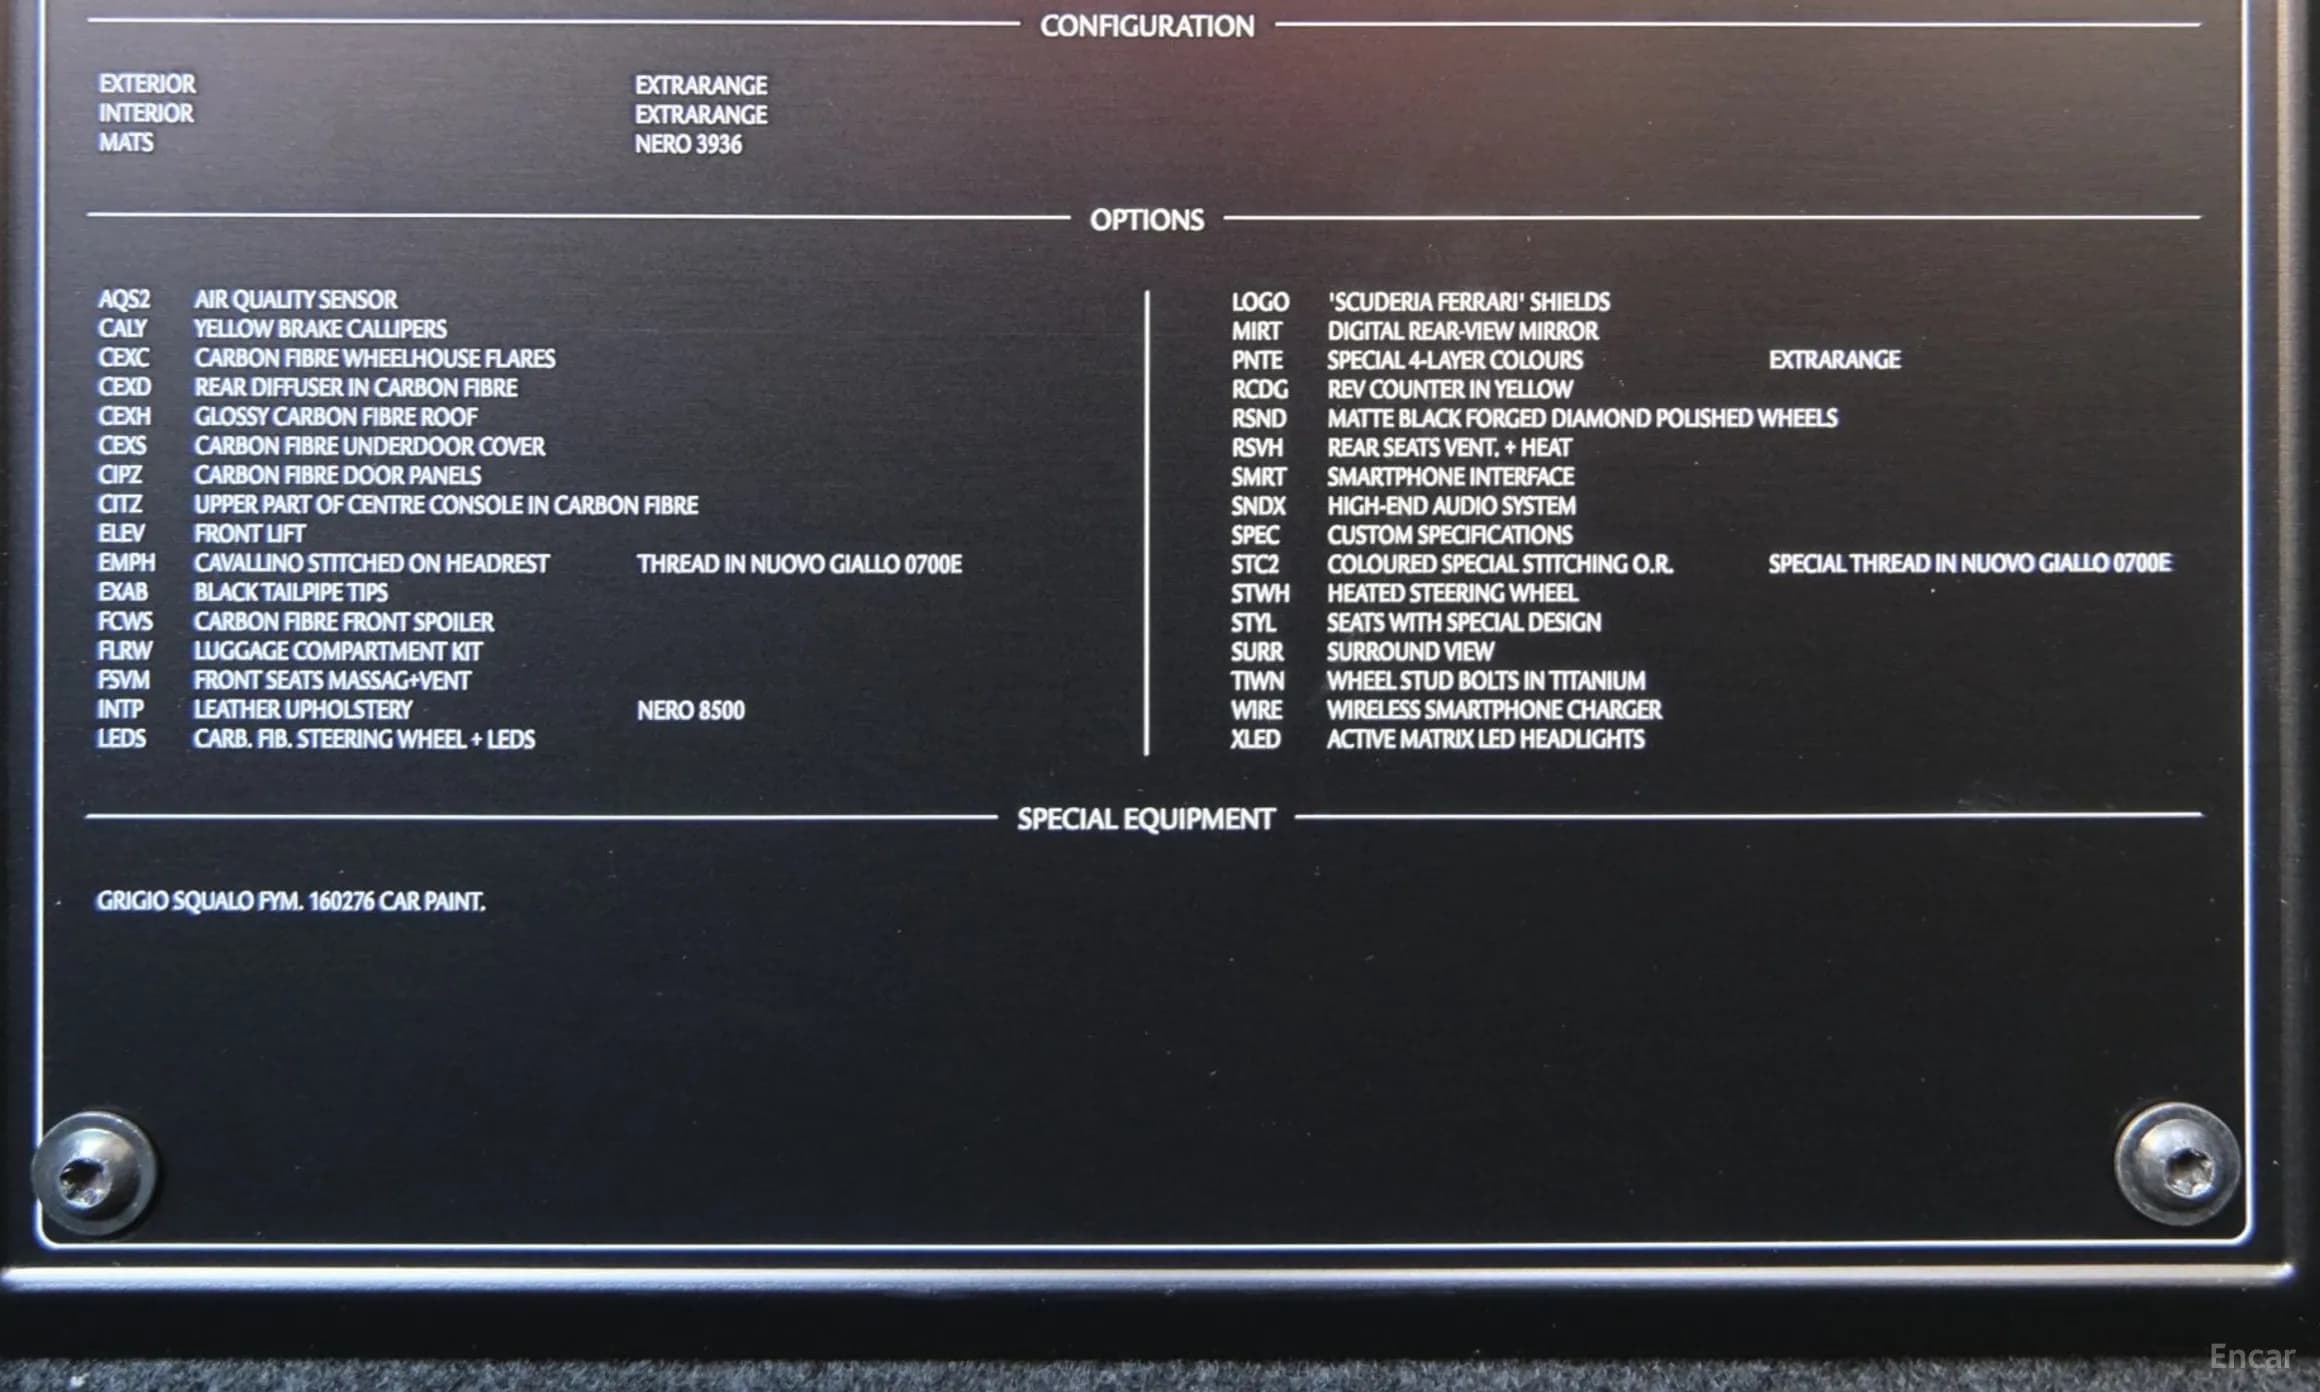 CONFIGURATION
EXTERIOR EXTRARANGE
INTERIOR EXTRARANGE
MATS NERO 3936
OPTIONS
AQS2 AIR QUALITY SENSOR
CALY YELLOW BRAKE CALLIPERS
CEXC CARBON FIBRE WHEELHOUSE FLARES
CEXD REAR DIFFUSER IN CARBON FIBRE
CEXH GLOSSY CARBON FIBRE ROOF
CEXS CARBON FIBRE UNDERDOOR COVER
CIPZ CARBON FIBRE DOOR PANELS
CITZ UPPER PART OF CENTRE CONSOLE IN CARBON FIBRE
ELEV FRONT LIFT
EMPH CAVALLINO STITCHED ON HEADREST THREAD IN NUOVO GIALLO 0700E
EXAB BLACK TAILPIPE TIPS
FCWS CARBON FIBRE FRONT SPOILER
FLRW LUGGAGE COMPARTMENT KIT
FSVM FRONT SEATS MASSAG+VENT
INTP LEATHER UPHOLSTERY NERO 8500
LEDS CARB. FIB. STEERING WHEEL + LEDS
LOGO 'SCUDERIA FERRARI' SHIELDS
MIRT DIGITAL REAR-VIEW MIRROR
PNTE SPECIAL 4-LAYER COLOURS EXTRARANGE
RCDG REV COUNTER IN YELLOW
RSND MATTE BLACK FORGED DIAMOND POLISHED WHEELS
RSVH REAR SEATS VENT. + HEAT
SMRT SMARTPHONE INTERFACE
SNDX HIGH-END AUDIO SYSTEM
SPEC CUSTOM SPECIFICATIONS
STC2 COLOURED SPECIAL STITCHING O.R. SPECIAL THREAD IN NUOVO GIALLO 0700E
STWH HEATED STEERING WHEEL
STYL SEATS WITH SPECIAL DESIGN
SURR SURROUND VIEW
TIWN WHEEL STUD BOLTS IN TITANIUM
WIRE WIRELESS SMARTPHONE CHARGER
XLED ACTIVE MATRIX LED HEADLIGHTS
SPECIAL EQUIPMENT
GRIGIO SQUALO FYM. 160276 CAR PAINT.
Encar